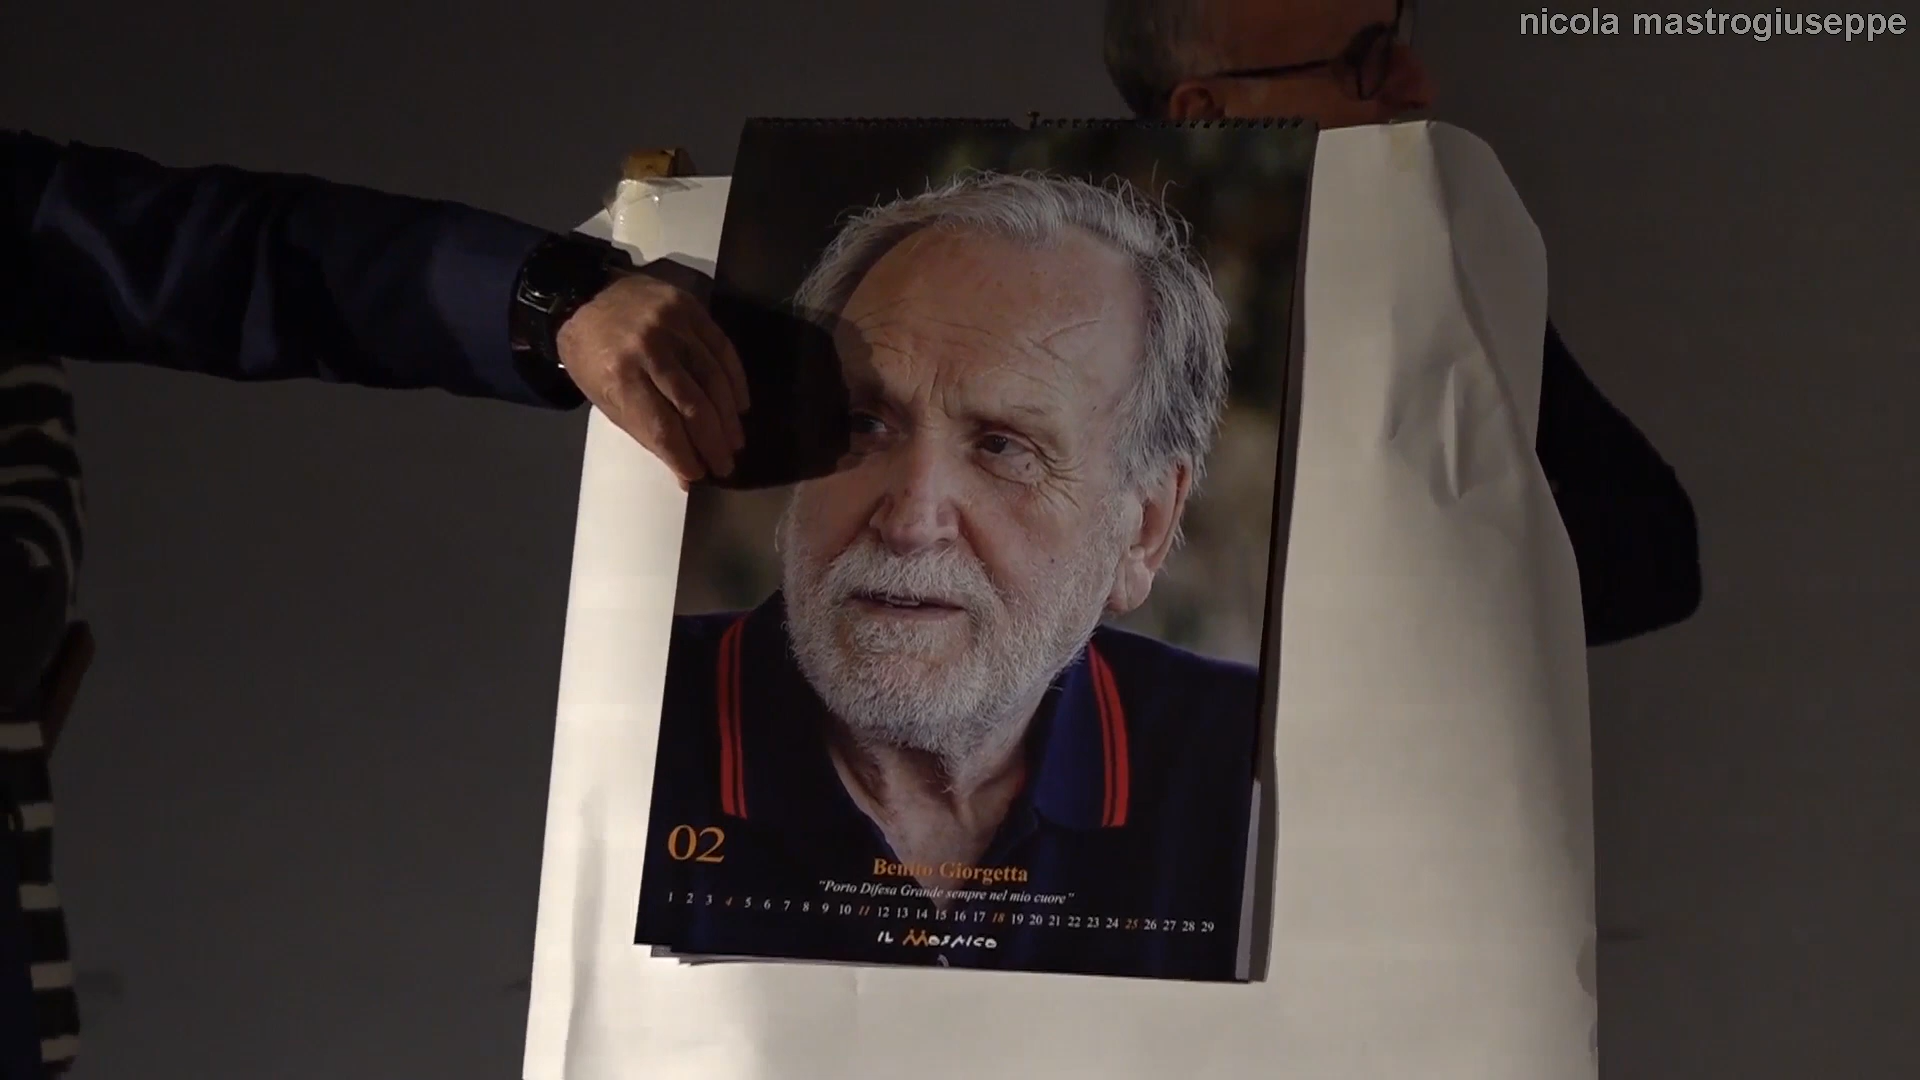 nicola mastrogiuseppe
02
Benito Giorgetta
"Porto Difesa Grande sempre nel mio cuore"
1 2 3 4 5 6 7 8 9 10 11 12 13 14 15 16 17 18 19 20 21 22 23 24 25 26 27 28 29
IL MOSAICO